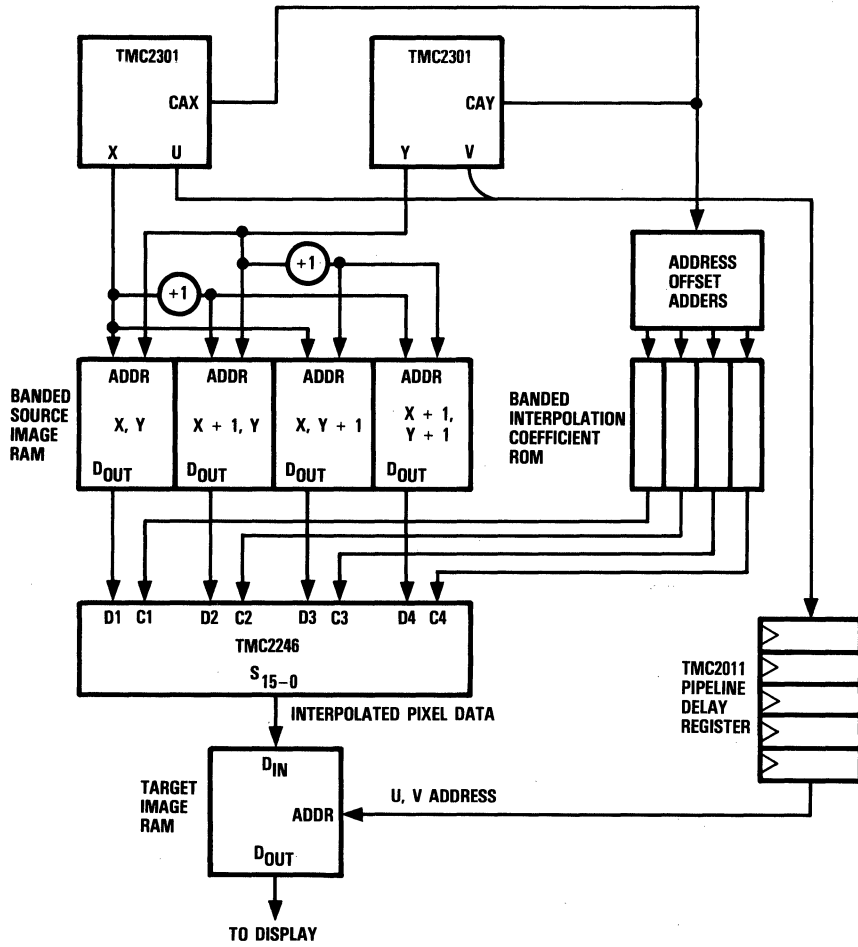 TMC2301
TMC2301
CAX
CAY
X U
Y V
+1
+1
ADDRESS
OFFSET
ADDERS
BANDED
SOURCE
IMAGE
RAM
ADDR
ADDR
ADDR
ADDR
X, Y
X + 1, Y
X, Y + 1
X + 1,
Y + 1
DOUT
DOUT
DOUT
DOUT
BANDED
INTERPOLATION
COEFFICIENT
ROM
D1 C1 D2 C2 D3 C3 D4 C4
TMC2246
S15-0
INTERPOLATED PIXEL DATA
TMC2011
PIPELINE
DELAY
REGISTER
TARGET
IMAGE
RAM
DIN
ADDR
DOUT
U, V ADDRESS
TO DISPLAY